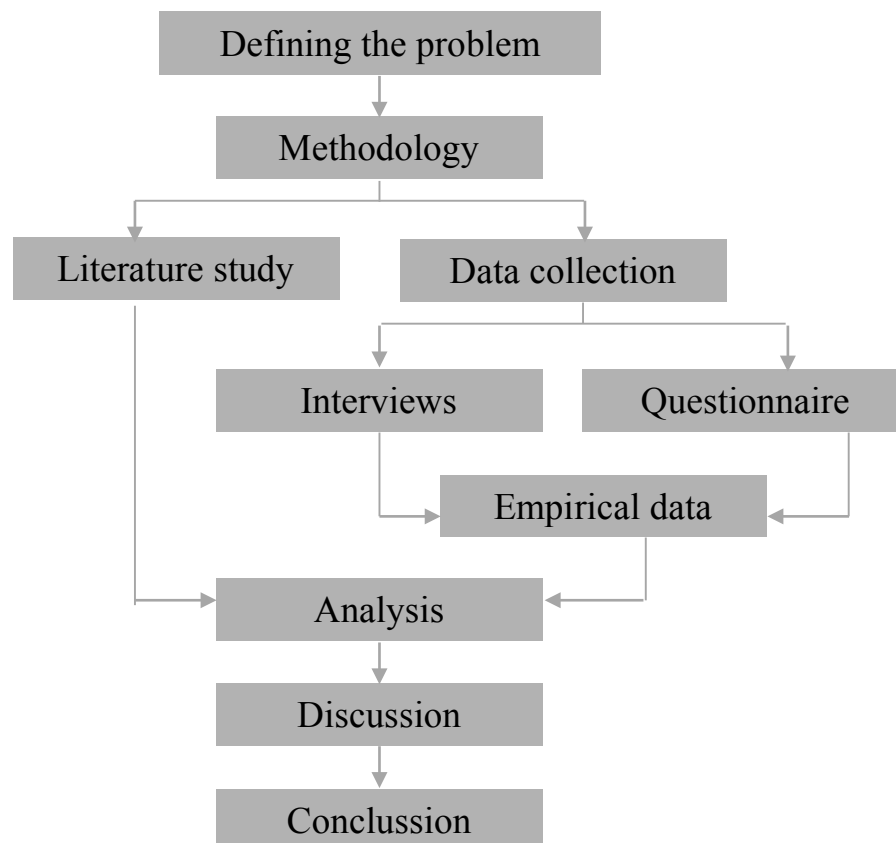 Defining the problem
Methodology
Literature study
Data collection
Interviews
Questionnaire
Empirical data
Analysis
Discussion
Conclussion